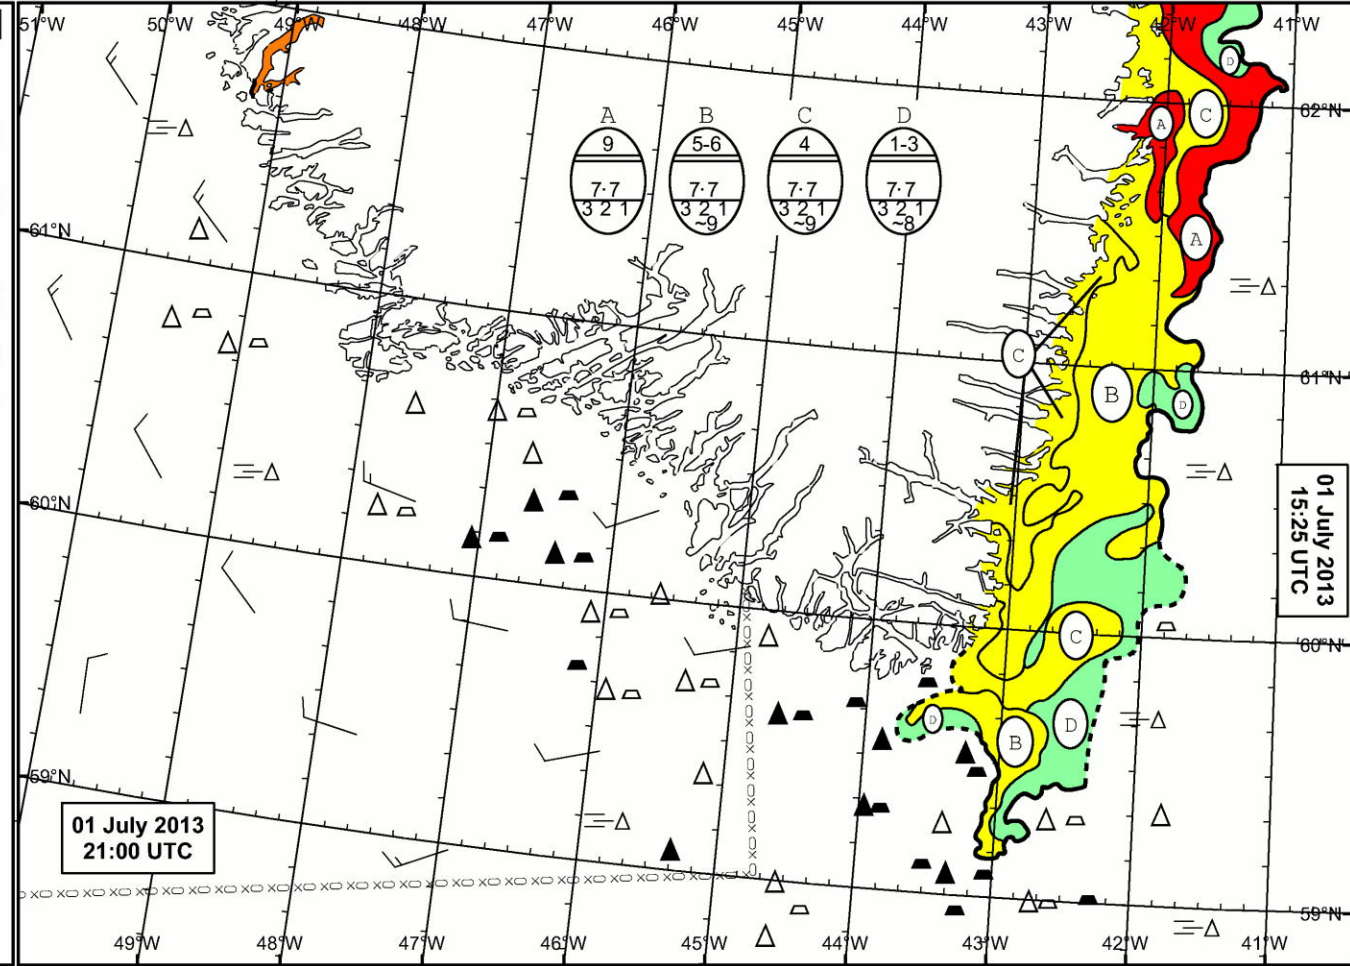 51°W 50°W 49°W 48°W 47°W 46°W 45°W 44°W 43°W 42°W 41°W
D
62°N
A B C D
9 5-6 4 1-3
A
C
7·7 7·7 7·7 7·7
3 2 1 3 2 1 3 2 1 3 2 1
~9 ~9 ~8
61°N
A
C
61°N
B
D
60°N
01 July 2013
15:25 UTC
C
60°N
D
D
B
59°N
01 July 2013
21:00 UTC
59°N
49°W 48°W 47°W 46°W 45°W 44°W 43°W 42°W 41°W